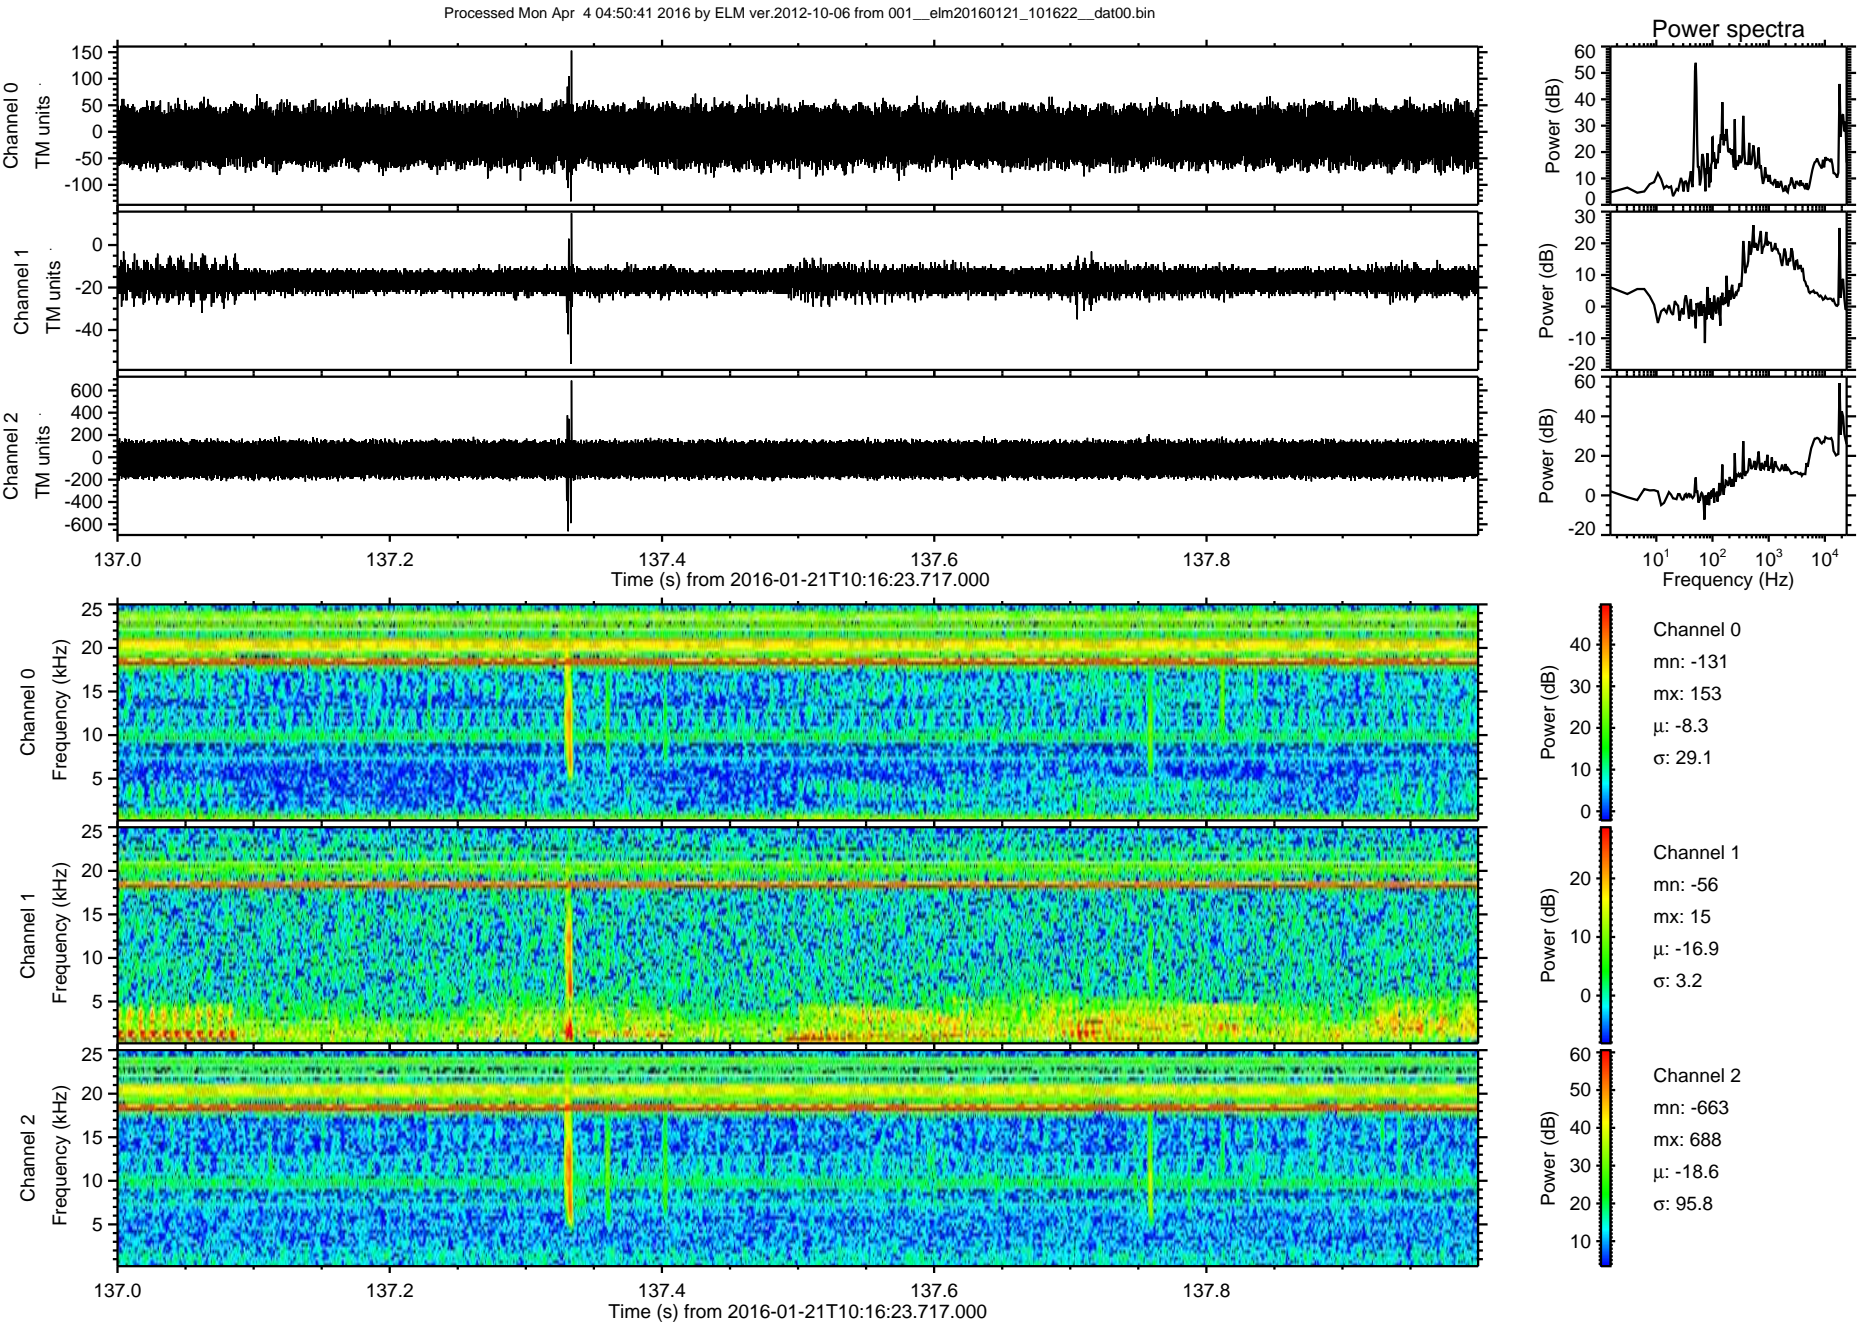 Processed Mon Apr  4 04:50:41 2016 by ELM ver.2012-10-06 from 001__elm20160121_101622__dat00.bin
Power spectra
Channel 0
TM units
150
100
50
0
-50
-100
Power (dB)
60
50
40
30
20
10
0
Channel 1
TM units
0
-20
-40
Power (dB)
30
20
10
0
-10
-20
Channel 2
TM units
600
400
200
0
-200
-400
-600
Power (dB)
60
40
20
0
-20
137.0 137.2 137.4 137.6 137.8
Time (s) from 2016-01-21T10:16:23.717.000
10¹ 10² 10³ 10⁴
Frequency (Hz)
Channel 0
Frequency (kHz)
25
20
15
10
5
Power (dB)
40
30
20
10
0
Channel 0
mn: -131
mx: 153
μ: -8.3
σ: 29.1
Channel 1
Frequency (kHz)
25
20
15
10
5
Power (dB)
20
10
0
Channel 1
mn: -56
mx: 15
μ: -16.9
σ: 3.2
Channel 2
Frequency (kHz)
25
20
15
10
5
Power (dB)
60
50
40
30
20
10
Channel 2
mn: -663
mx: 688
μ: -18.6
σ: 95.8
137.0 137.2 137.4 137.6 137.8
Time (s) from 2016-01-21T10:16:23.717.000